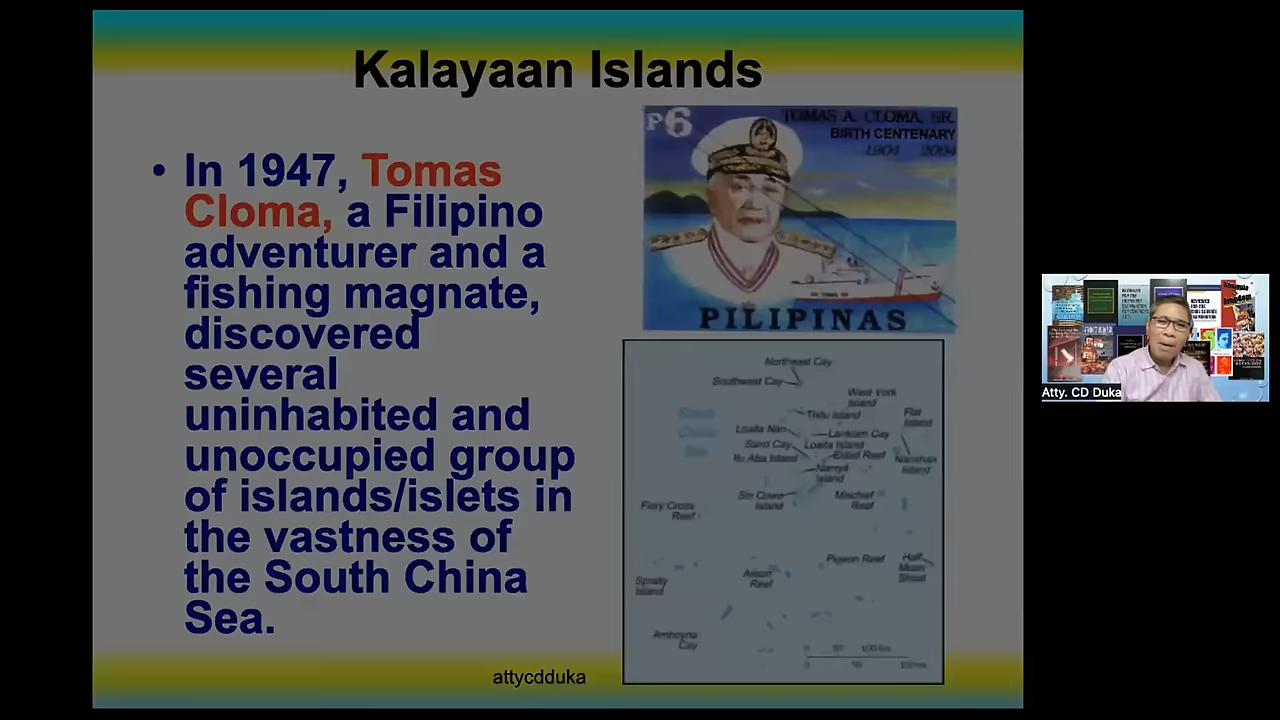 Kalayaan Islands
• In 1947, Tomas
Cloma, a Filipino
adventurer and a
fishing magnate,
discovered
several
uninhabited and
unoccupied group
of islands/islets in
the vastness of
the South China
Sea.
P6
TOMAS A. CLOMA, SR.
BIRTH CENTENARY
1904 2004
PILIPINAS
Northeast Cay
Southwest Cay
West York
Island
Thitu Island
Flat
Island
South
China
Sea
Loaita Nan
Lankiam Cay
Sand Cay
Loaita Island
Itu Aba Island
Eldad Reef
Namyit
Island
Nanshan
Island
Sin Cowe
Island
Mischief
Reef
Fiery Cross
Reef
Pigeon Reef
Half
Moon
Shoal
Alison
Reef
Spratly
Island
Amboyna
Cay
attycdduka
Atty. CD Duka